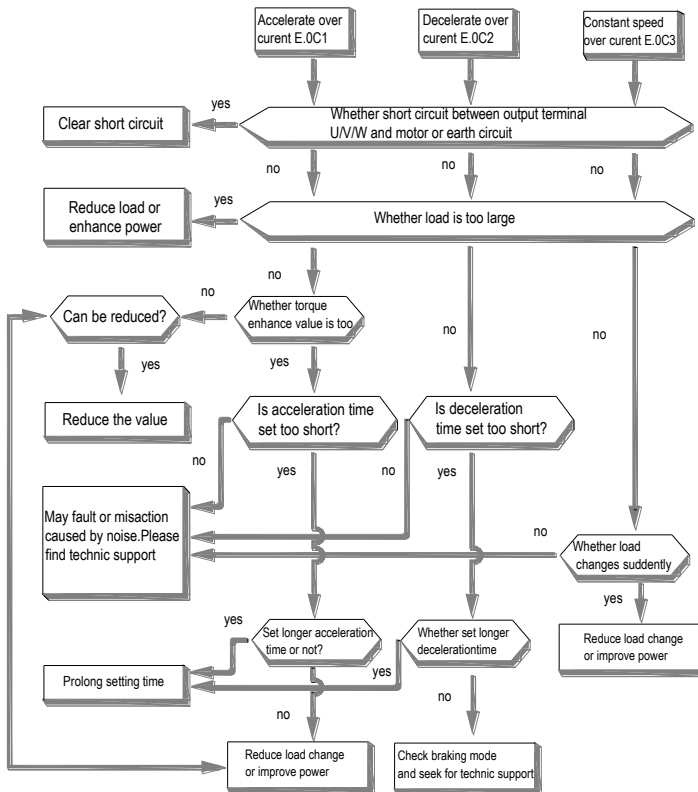 Accelerate over
curent E.0C1
Decelerate over
curent E.0C2
Constant speed
over curent E.0C3
yes
Whether short circuit between output terminal
U/V/W and motor or earth circuit
Clear short circuit
no
no
no
yes
Reduce load or
enhance power
Whether load is too large
no
no
Can be reduced?
Whether torque
enhance value is too
no
no
yes
yes
Reduce the value
Is acceleration time
set too short?
Is deceleration
time set too short?
no
yes
no
yes
May fault or misaction
caused by noise.Please
find technic support
no
Whether load
changes suddently
yes
yes
Set longer acceleration
time or not?
Whether set longer
decelerationtime
Reduce load change
or improve power
yes
Prolong setting time
no
no
Reduce load change
or improve power
Check braking mode
and seek for technic support